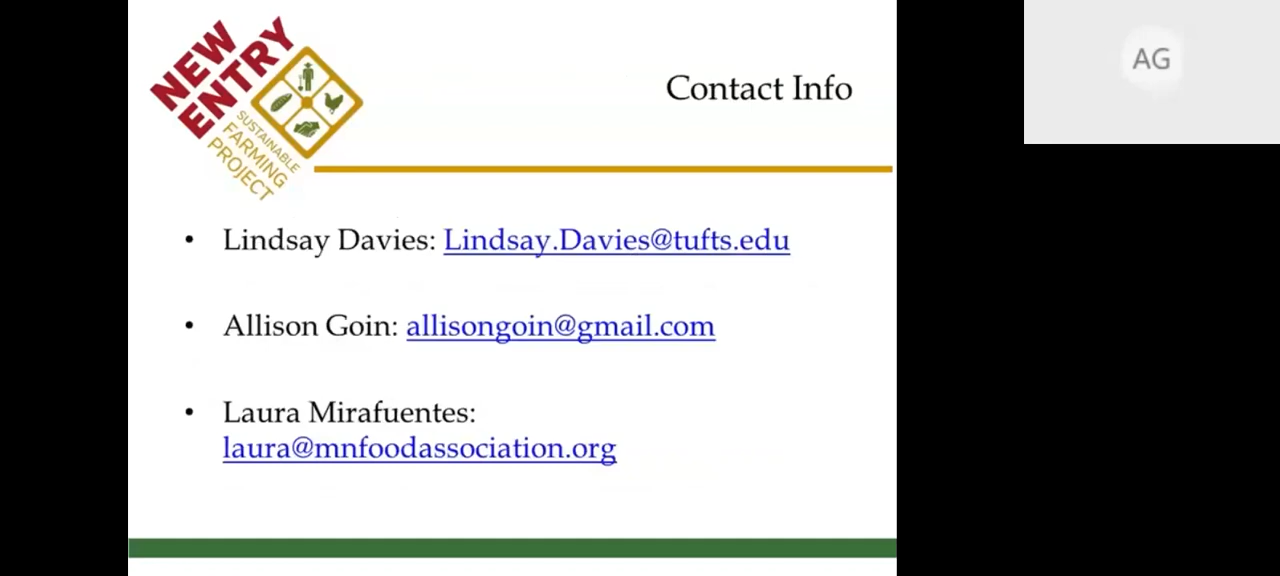 NEW
ENTRY
SUSTAINABLE
FARMING
PROJECT
Contact Info
AG
• Lindsay Davies: Lindsay.Davies@tufts.edu
• Allison Goin: allisongoin@gmail.com
• Laura Mirafuentes:
laura@mnfoodassociation.org